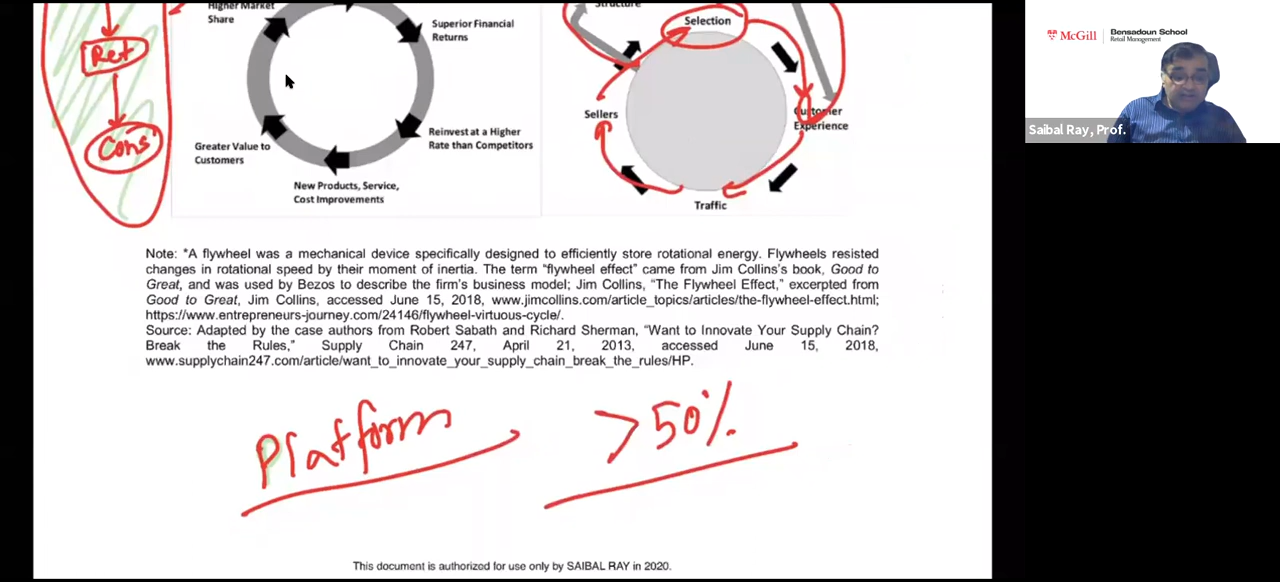 Higher Market
Share
Superior Financial
Returns
Reinvest at a Higher
Rate than Competitors
New Products, Service,
Cost Improvements
Greater Value to
Customers
Ret
Cons
Structure
Selection
Customer
Experience
Traffic
Sellers
Note: *A flywheel was a mechanical device specifically designed to efficiently store rotational energy. Flywheels resisted
changes in rotational speed by their moment of inertia. The term “flywheel effect” came from Jim Collins’s book, Good to
Great, and was used by Bezos to describe the firm’s business model; Jim Collins, “The Flywheel Effect,” excerpted from
Good to Great, Jim Collins, accessed June 15, 2018, www.jimcollins.com/article_topics/articles/the-flywheel-effect.html;
https://www.entrepreneurs-journey.com/24146/flywheel-virtuous-cycle/.
Source: Adapted by the case authors from Robert Sabath and Richard Sherman, “Want to Innovate Your Supply Chain?
Break the Rules,” Supply Chain 247, April 21, 2013, accessed June 15, 2018,
www.supplychain247.com/article/want_to_innovate_your_supply_chain_break_the_rules/HP.
Platform >50%
This document is authorized for use only by SAIBAL RAY in 2020.
McGill
Bensadoun School
Retail Management
Saibal Ray, Prof.